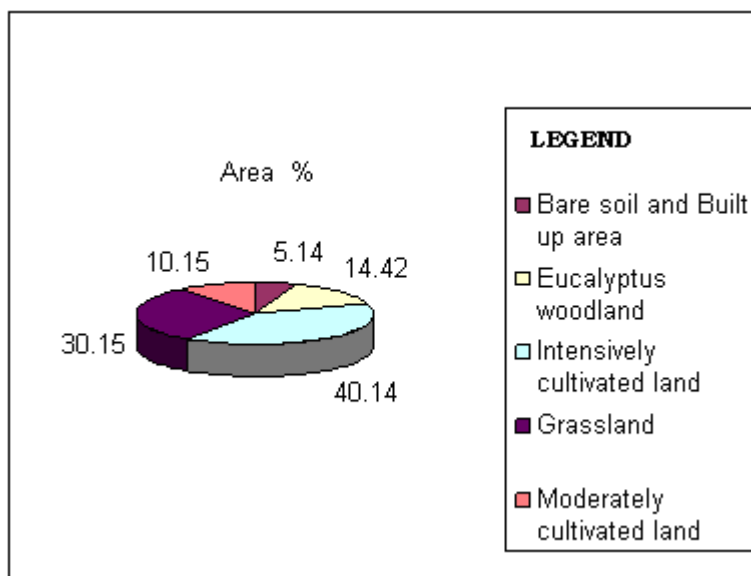 Area %
5.14
14.42
40.14
30.15
10.15
LEGEND
Bare soil and Built
up area
Eucalyptus
woodland
Intensively
cultivated land
Grassland
Moderately
cultivated land